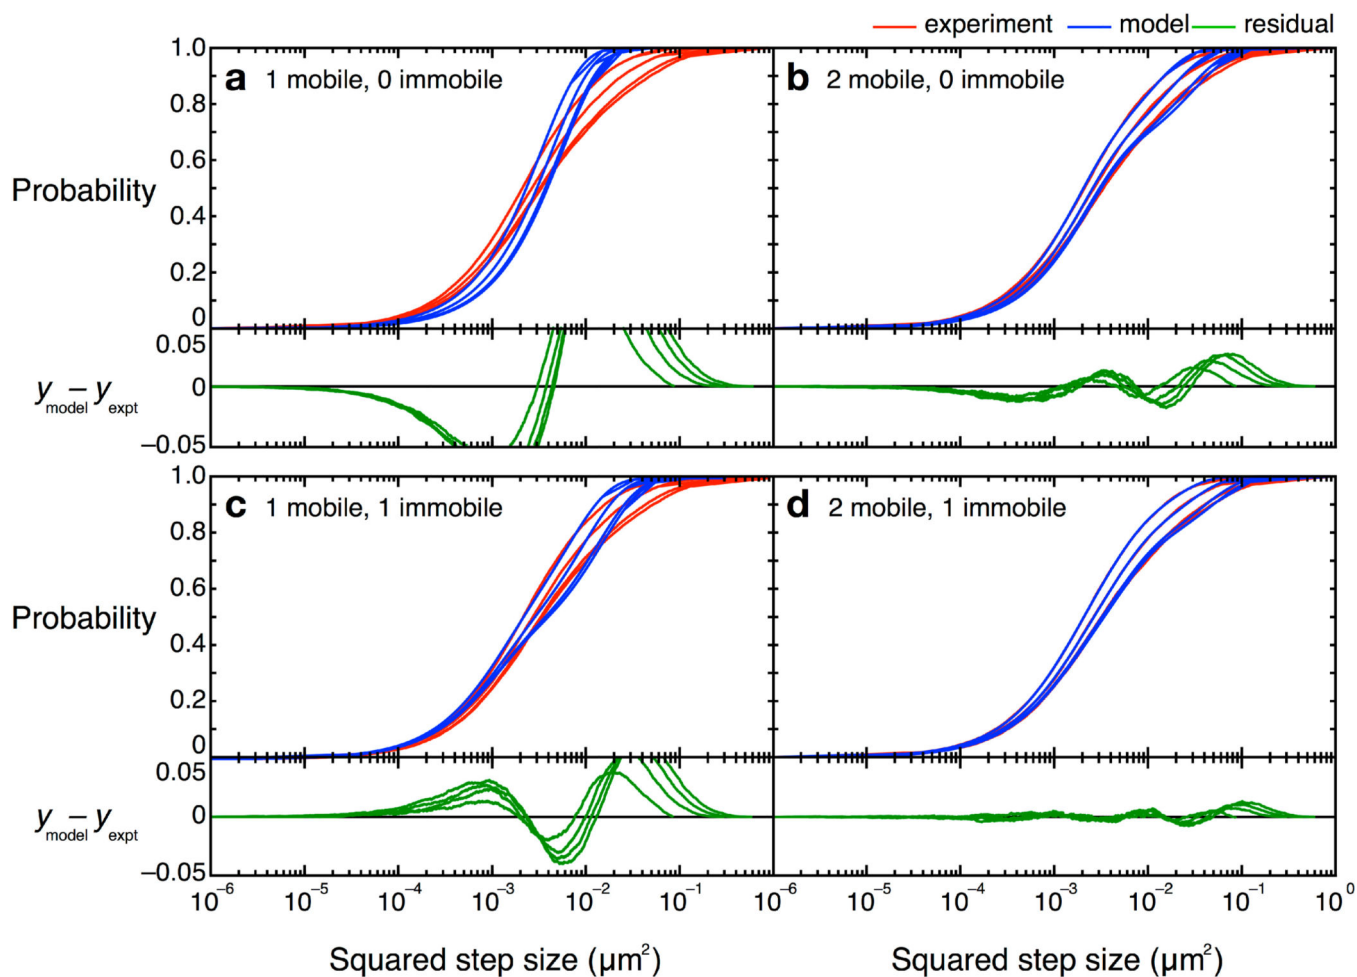 experiment model residual
a 1 mobile, 0 immobile
b 2 mobile, 0 immobile
1.0
0.8
0.6
Probability
0.4
0.2
0
0.05
0
y_model – y_expt
−0.05
c 1 mobile, 1 immobile
d 2 mobile, 1 immobile
1.0
0.8
0.6
Probability
0.4
0.2
0
0.05
0
y_model – y_expt
−0.05
10⁻⁶ 10⁻⁵ 10⁻⁴ 10⁻³ 10⁻² 10⁻¹ 10⁻⁶ 10⁻⁵ 10⁻⁴ 10⁻³ 10⁻² 10⁻¹ 10⁰
Squared step size (µm²) Squared step size (µm²)